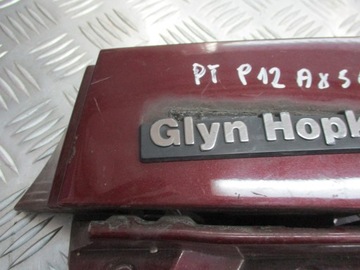 PT P12 AX5
Glyn Hopk